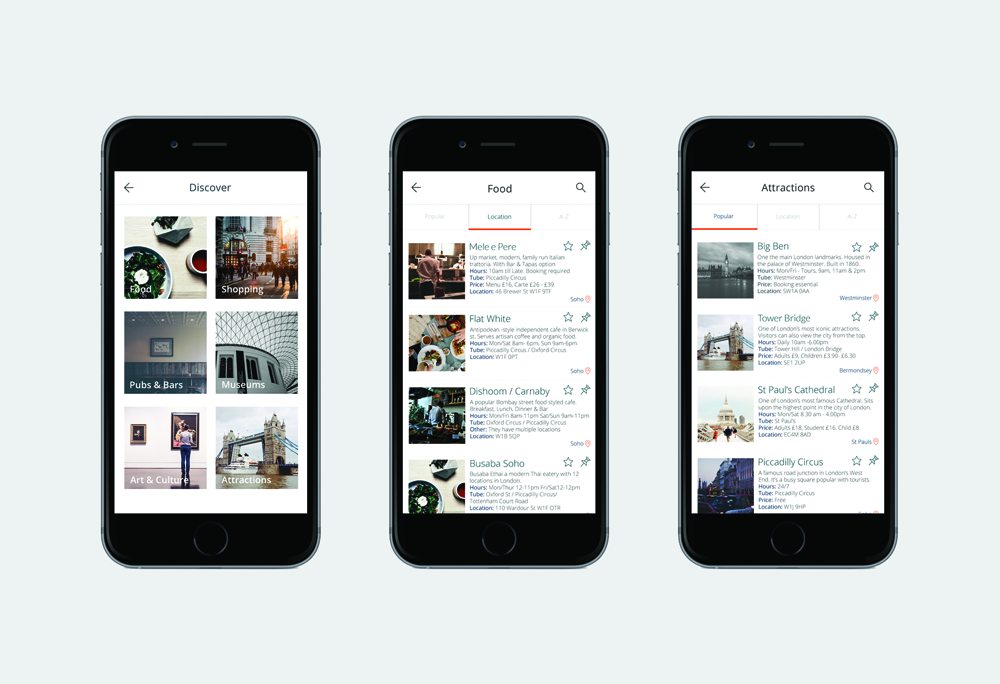 Discover
Food
Shopping
Pubs & Bars
Museums
Art & Culture
Attractions
Food
Popular
Location
A-Z
Mele e Pere
Up market, modern, family run Italian
trattoria. With Bar & Tapas option
Hours: 10am till Late. Booking required
Tube: Piccadilly Circus
Price: Menu £16, Carte £26 - £39.
Location: 46 Brewer St W1F 9TF
Soho
Flat White
Antipodean -style independent cafe in Berwick
st. Serves artisan coffee and organic food.
Hours: Mon/Sat 8am- 6pm, Sun 9am-6pm
Tube: Piccadilly Circus / Oxford Circus
Location: W1F 0PT
Soho
Dishoom / Carnaby
A popular Bombay street food styled cafe.
Breakfast, Lunch, Dinner & Bar
Hours: Mon/Fri 8am-11pm Sat/Sun 9am-11pm
Tube: Oxford Circus / Piccadilly Circus
Other: They have multiple locations
Location: W1B 5QP
Soho
Busaba Soho
Busaba Ethai a modern Thai eatery with 12
locations in London.
Hours: Mon/Thur 12-11pm Fri/Sat12-12pm
Tube: Oxford St / Piccadilly Circus/
Tottenham Court Road
Location: 110 Wardour St W1F OTR
Attractions
Popular
Location
A-Z
Big Ben
One the main London landmarks. Housed in
the palace of Westminster. Built in 1860.
Hours: Mon/Fri - Tours, 9am, 11am & 2pm
Tube: Westminster
Price: Booking essential
Location: SW1A 0AA
Westminster
Tower Bridge
One of London's most iconic attractions.
Visitors can also view the city from the top.
Hours: Daily 10am -6:00pm
Tube: Tower Hill / London Bridge
Price: Adults £9, Children £3.90- £6.30
Location: SE1 2UP
Bermondsey
St Paul's Cathedral
One of London's most famous Cathedral. Sits
upon the highest point in the city of London.
Hours: Mon/Sat 8.30 am - 4.00pm
Tube: St Paul's
Price: Adults £18, Student £16, Child £8
Location: EC4M 8AD
St Pauls
Piccadilly Circus
A famous road junction in London's West
End. It's a busy square popular with tourists.
Hours: 24/7
Tube: Piccadilly Circus
Price: Free
Location: W1J 9HP